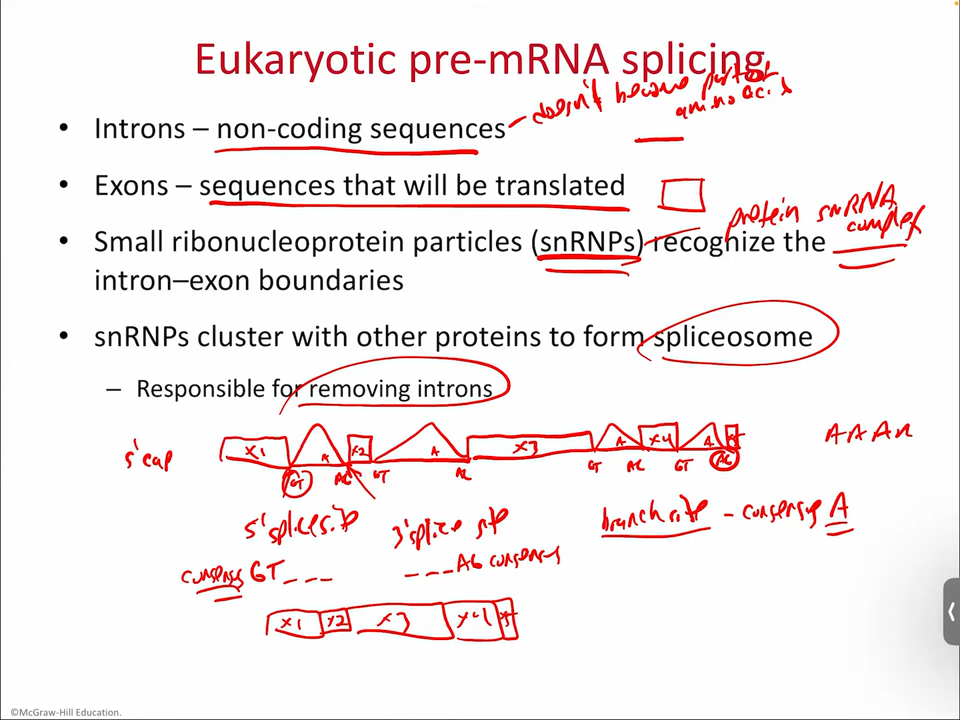 Eukaryotic pre-mRNA splicing
doesn't become part of
amino acids
• Introns – non-coding sequences
• Exons – sequences that will be translated
protein snRNA
complex
• Small ribonucleoprotein particles (snRNPs) recognize the
intron–exon boundaries
• snRNPs cluster with other proteins to form spliceosome
– Responsible for removing introns
5' cap X1 A X2 A X3 A X4 A AAAA
GT AG GT AG GT AG GT AG
5' splice site 3' splice site branch site - consensus A
consensus GT _ _ _ _ _ _ AG consensus
X1 X2 X3 X4 X5
©McGraw-Hill Education.